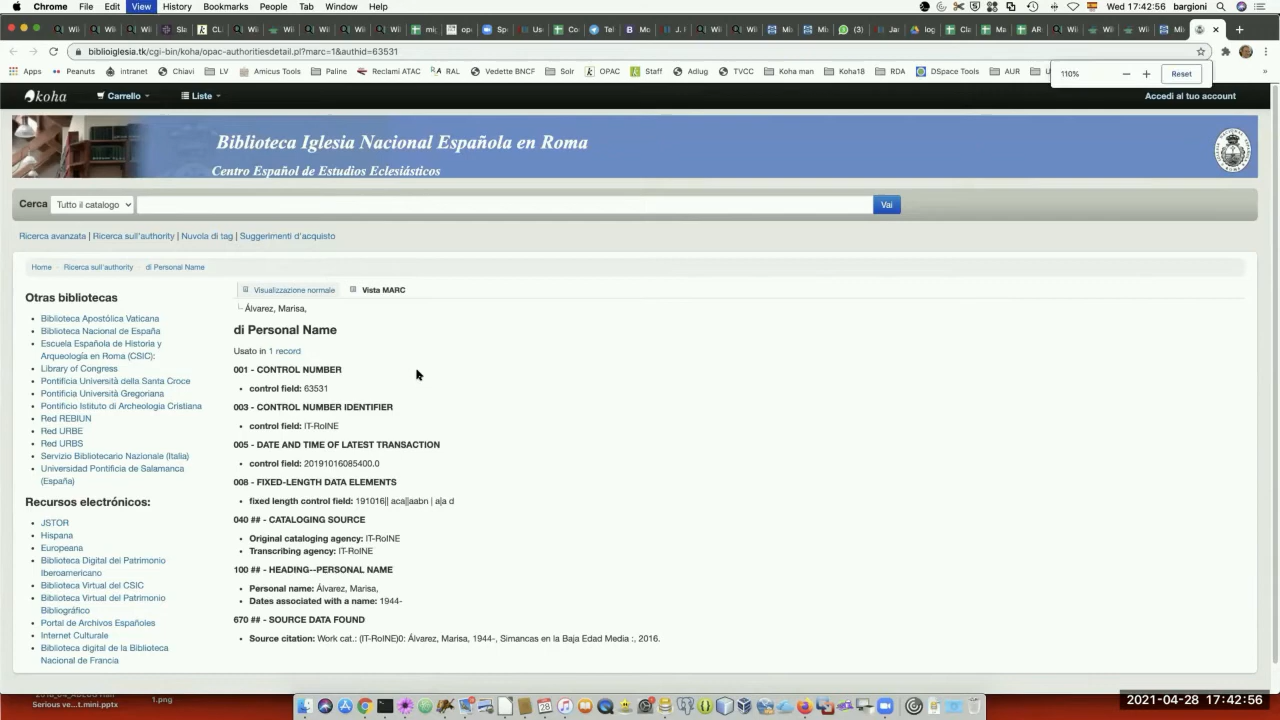 Chrome File Edit View History Bookmarks People Tab Window Help Wed 17:42:56 bargioni
biblioiglesia.tk/cgi-bin/koha/opac-authoritiesdetail.pl?marc=1&authid=63531
Apps Peanuts intranet Chiavi LV Amicus Tools Paline Reclami ATAC RAL Vedette BNCF Solr OPAC Staff Adlug TVCC Koha man Koha18 RDA DSpace Tools AUR
110% Reset
koha Carrello Liste Accedi al tuo account
Biblioteca Iglesia Nacional Española en Roma
Centro Español de Estudios Eclesiásticos
Cerca Tutto il catalogo Vai
Ricerca avanzata | Ricerca sull'authority | Nuvola di tag | Suggerimenti d'acquisto
Home Ricerca sull'authority di Personal Name
Otras bibliotecas
Biblioteca Apostólica Vaticana
Biblioteca Nacional de España
Escuela Española de Historia y
Arqueología en Roma (CSIC):
Library of Congress
Pontificia Università della Santa Croce
Pontificia Università Gregoriana
Pontificio Istituto di Archeologia Cristiana
Red REBIUN
Red URBE
Red URBS
Servizio Bibliotecario Nazionale (Italia)
Universidad Pontificia de Salamanca
(España)
Recursos electrónicos:
JSTOR
Hispana
Europeana
Biblioteca Digital del Patrimonio
Iberoamericano
Biblioteca Virtual del CSIC
Biblioteca Virtual del Patrimonio
Bibliográfico
Portal de Archivos Españoles
Internet Culturale
Biblioteca digital de la Biblioteca
Nacional de Francia
Visualizzazione normale Vista MARC
Álvarez, Marisa,
di Personal Name
Usato in 1 record
001 - CONTROL NUMBER
control field: 63531
003 - CONTROL NUMBER IDENTIFIER
control field: IT-RoINE
005 - DATE AND TIME OF LATEST TRANSACTION
control field: 20191016085400.0
008 - FIXED-LENGTH DATA ELEMENTS
fixed length control field: 191016|| aca||aabn | a|a d
040 ## - CATALOGING SOURCE
Original cataloging agency: IT-RoINE
Transcribing agency: IT-RoINE
100 ## - HEADING--PERSONAL NAME
Personal name: Álvarez, Marisa,
Dates associated with a name: 1944-
670 ## - SOURCE DATA FOUND
Source citation: Work cat.: (IT-RoINE)0: Álvarez, Marisa, 1944-, Simancas en la Baja Edad Media :, 2016.
Serious ve...t.mini.pptx
1.png
2021-04-28 17:42:56